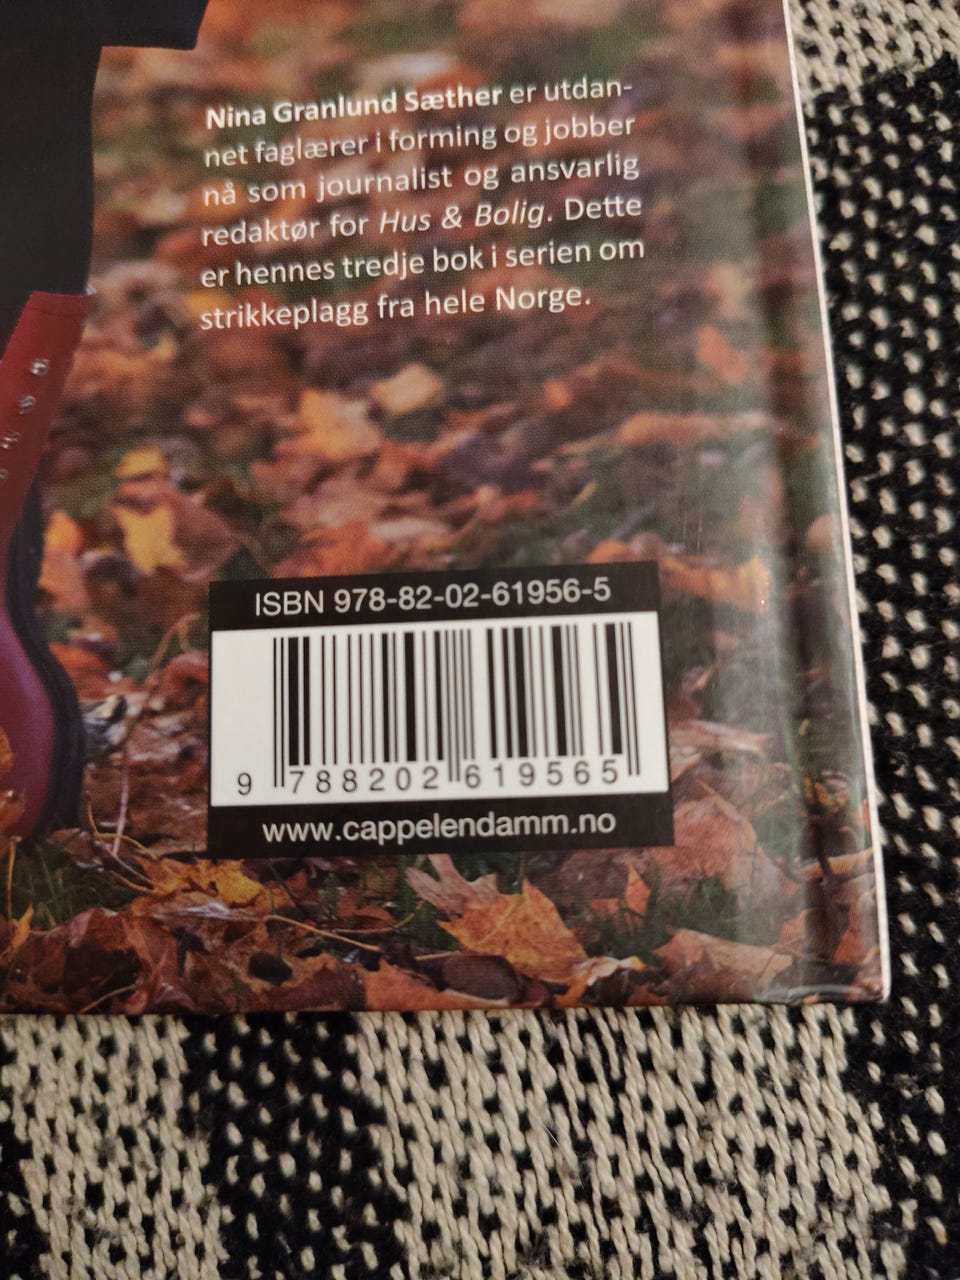 Nina Granlund Sæther er utdan-
net faglærer i forming og jobber
nå som journalist og ansvarlig
redaktør for Hus & Bolig. Dette
er hennes tredje bok i serien om
strikkeplagg fra hele Norge.
ISBN 978-82-02-61956-5
9 788202 619565
www.cappelendamm.no